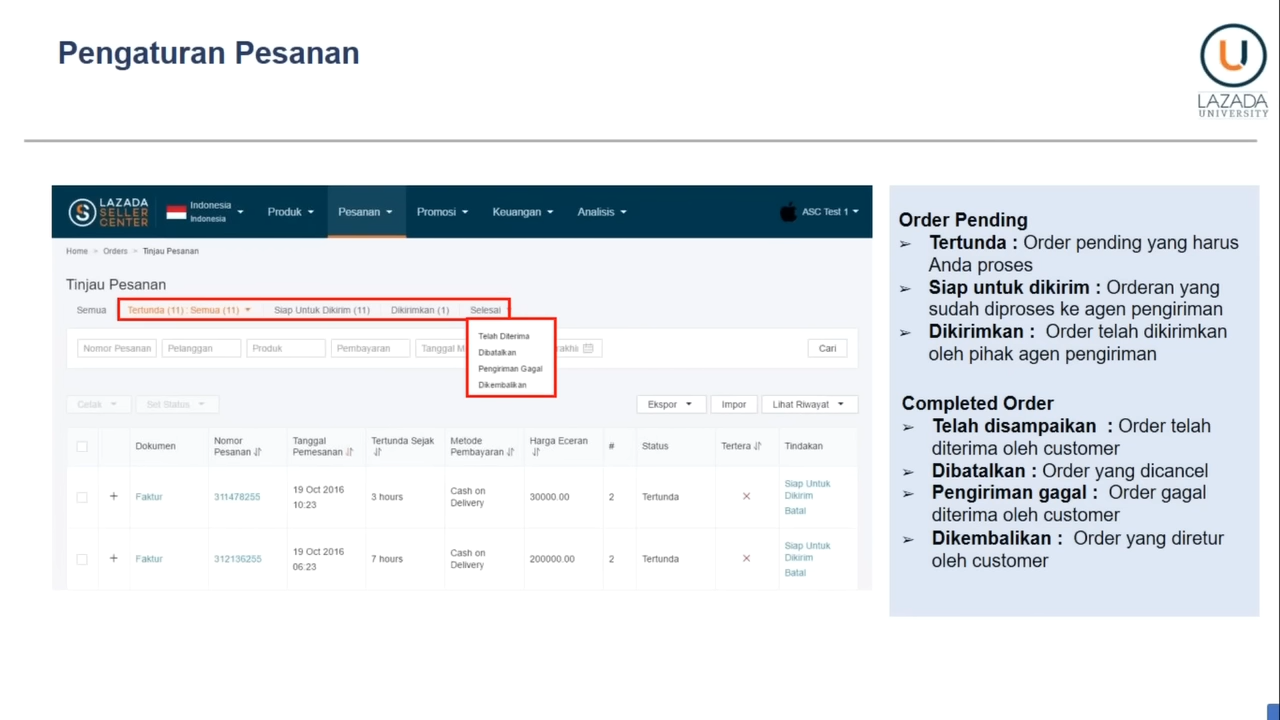 Pengaturan Pesanan
U
LAZADA
UNIVERSITY
LAZADA
SELLER
CENTER
Indonesia
Indonesia
Produk
Pesanan
Promosi
Keuangan
Analisis
ASC Test 1
Home > Orders > Tinjau Pesanan
Tinjau Pesanan
Semua
Tertunda (11) : Semua (11)
Siap Untuk Dikirim (11)
Dikirimkan (1)
Selesai
Telah Diterima
Dibatalkan
Pengiriman Gagal
Dikembalikan
Nomor Pesanan
Pelanggan
Produk
Pembayaran
Tanggal M
Cari
Cetak
Set Status
Ekspor
Impor
Lihat Riwayat
Dokumen
Nomor
Pesanan
Tanggal
Pemesanan
Tertunda Sejak
Metode
Pembayaran
Harga Eceran
#
Status
Tertera
Tindakan
+
Faktur
311478255
19 Oct 2016
10:23
3 hours
Cash on
Delivery
30000.00
2
Tertunda
×
Siap Untuk
Dikirim
Batal
+
Faktur
312136255
19 Oct 2016
06:23
7 hours
Cash on
Delivery
200000.00
2
Tertunda
×
Siap Untuk
Dikirim
Batal
Order Pending
➢ Tertunda : Order pending yang harus
Anda proses
➢ Siap untuk dikirim : Orderan yang
sudah diproses ke agen pengiriman
➢ Dikirimkan : Order telah dikirimkan
oleh pihak agen pengiriman
Completed Order
➢ Telah disampaikan : Order telah
diterima oleh customer
➢ Dibatalkan : Order yang dicancel
➢ Pengiriman gagal : Order gagal
diterima oleh customer
➢ Dikembalikan : Order yang diretur
oleh customer